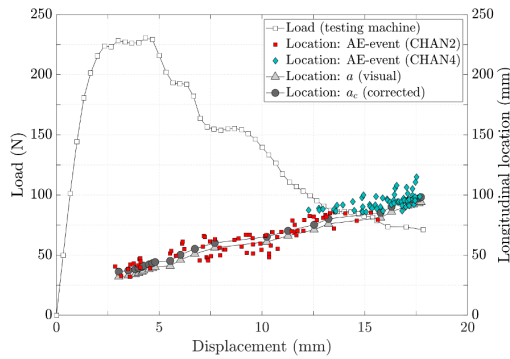 250
200
150
100
50
0
Load (N)
0
5
10
15
20
Displacement (mm)
250
200
150
100
50
0
Longitudinal location (mm)
Load (testing machine)
Location: AE-event (CHAN2)
Location: AE-event (CHAN4)
Location: a (visual)
Location: a_c (corrected)